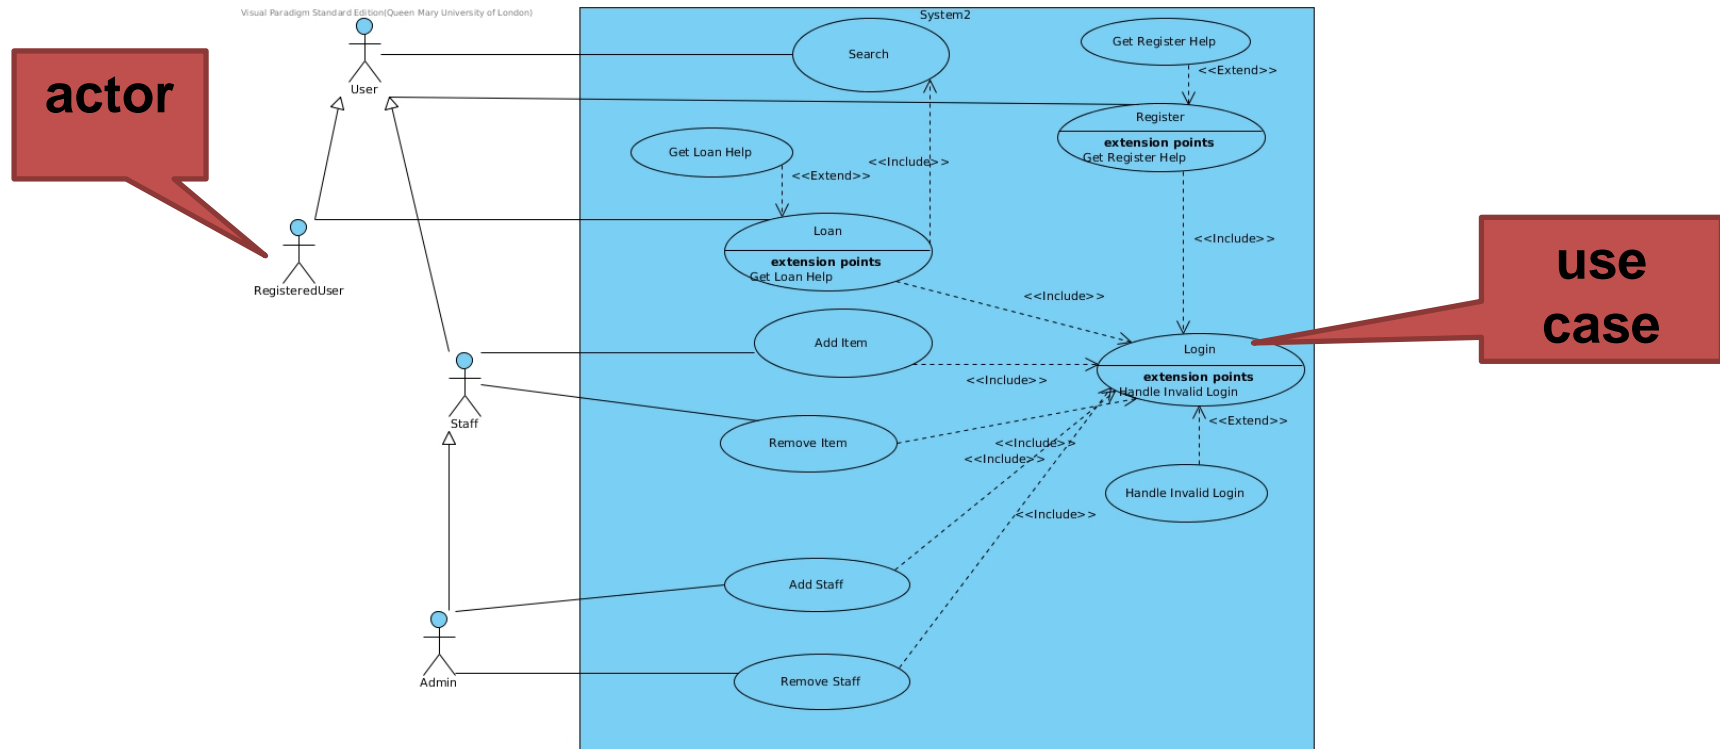 Visual Paradigm Standard Edition(Queen Mary University of London)
System2
actor
User
Search
Get Register Help
<<Extend>>
Register
extension points
Get Register Help
Get Loan Help
<<Include>>
<<Extend>>
RegisteredUser
Loan
extension points
Get Loan Help
<<Include>>
use
case
<<Include>>
Add Item
Login
extension points
Handle Invalid Login
<<Include>>
Staff
<<Extend>>
Remove Item
<<Include>>
<<Include>>
Handle Invalid Login
<<Include>>
Add Staff
Admin
Remove Staff